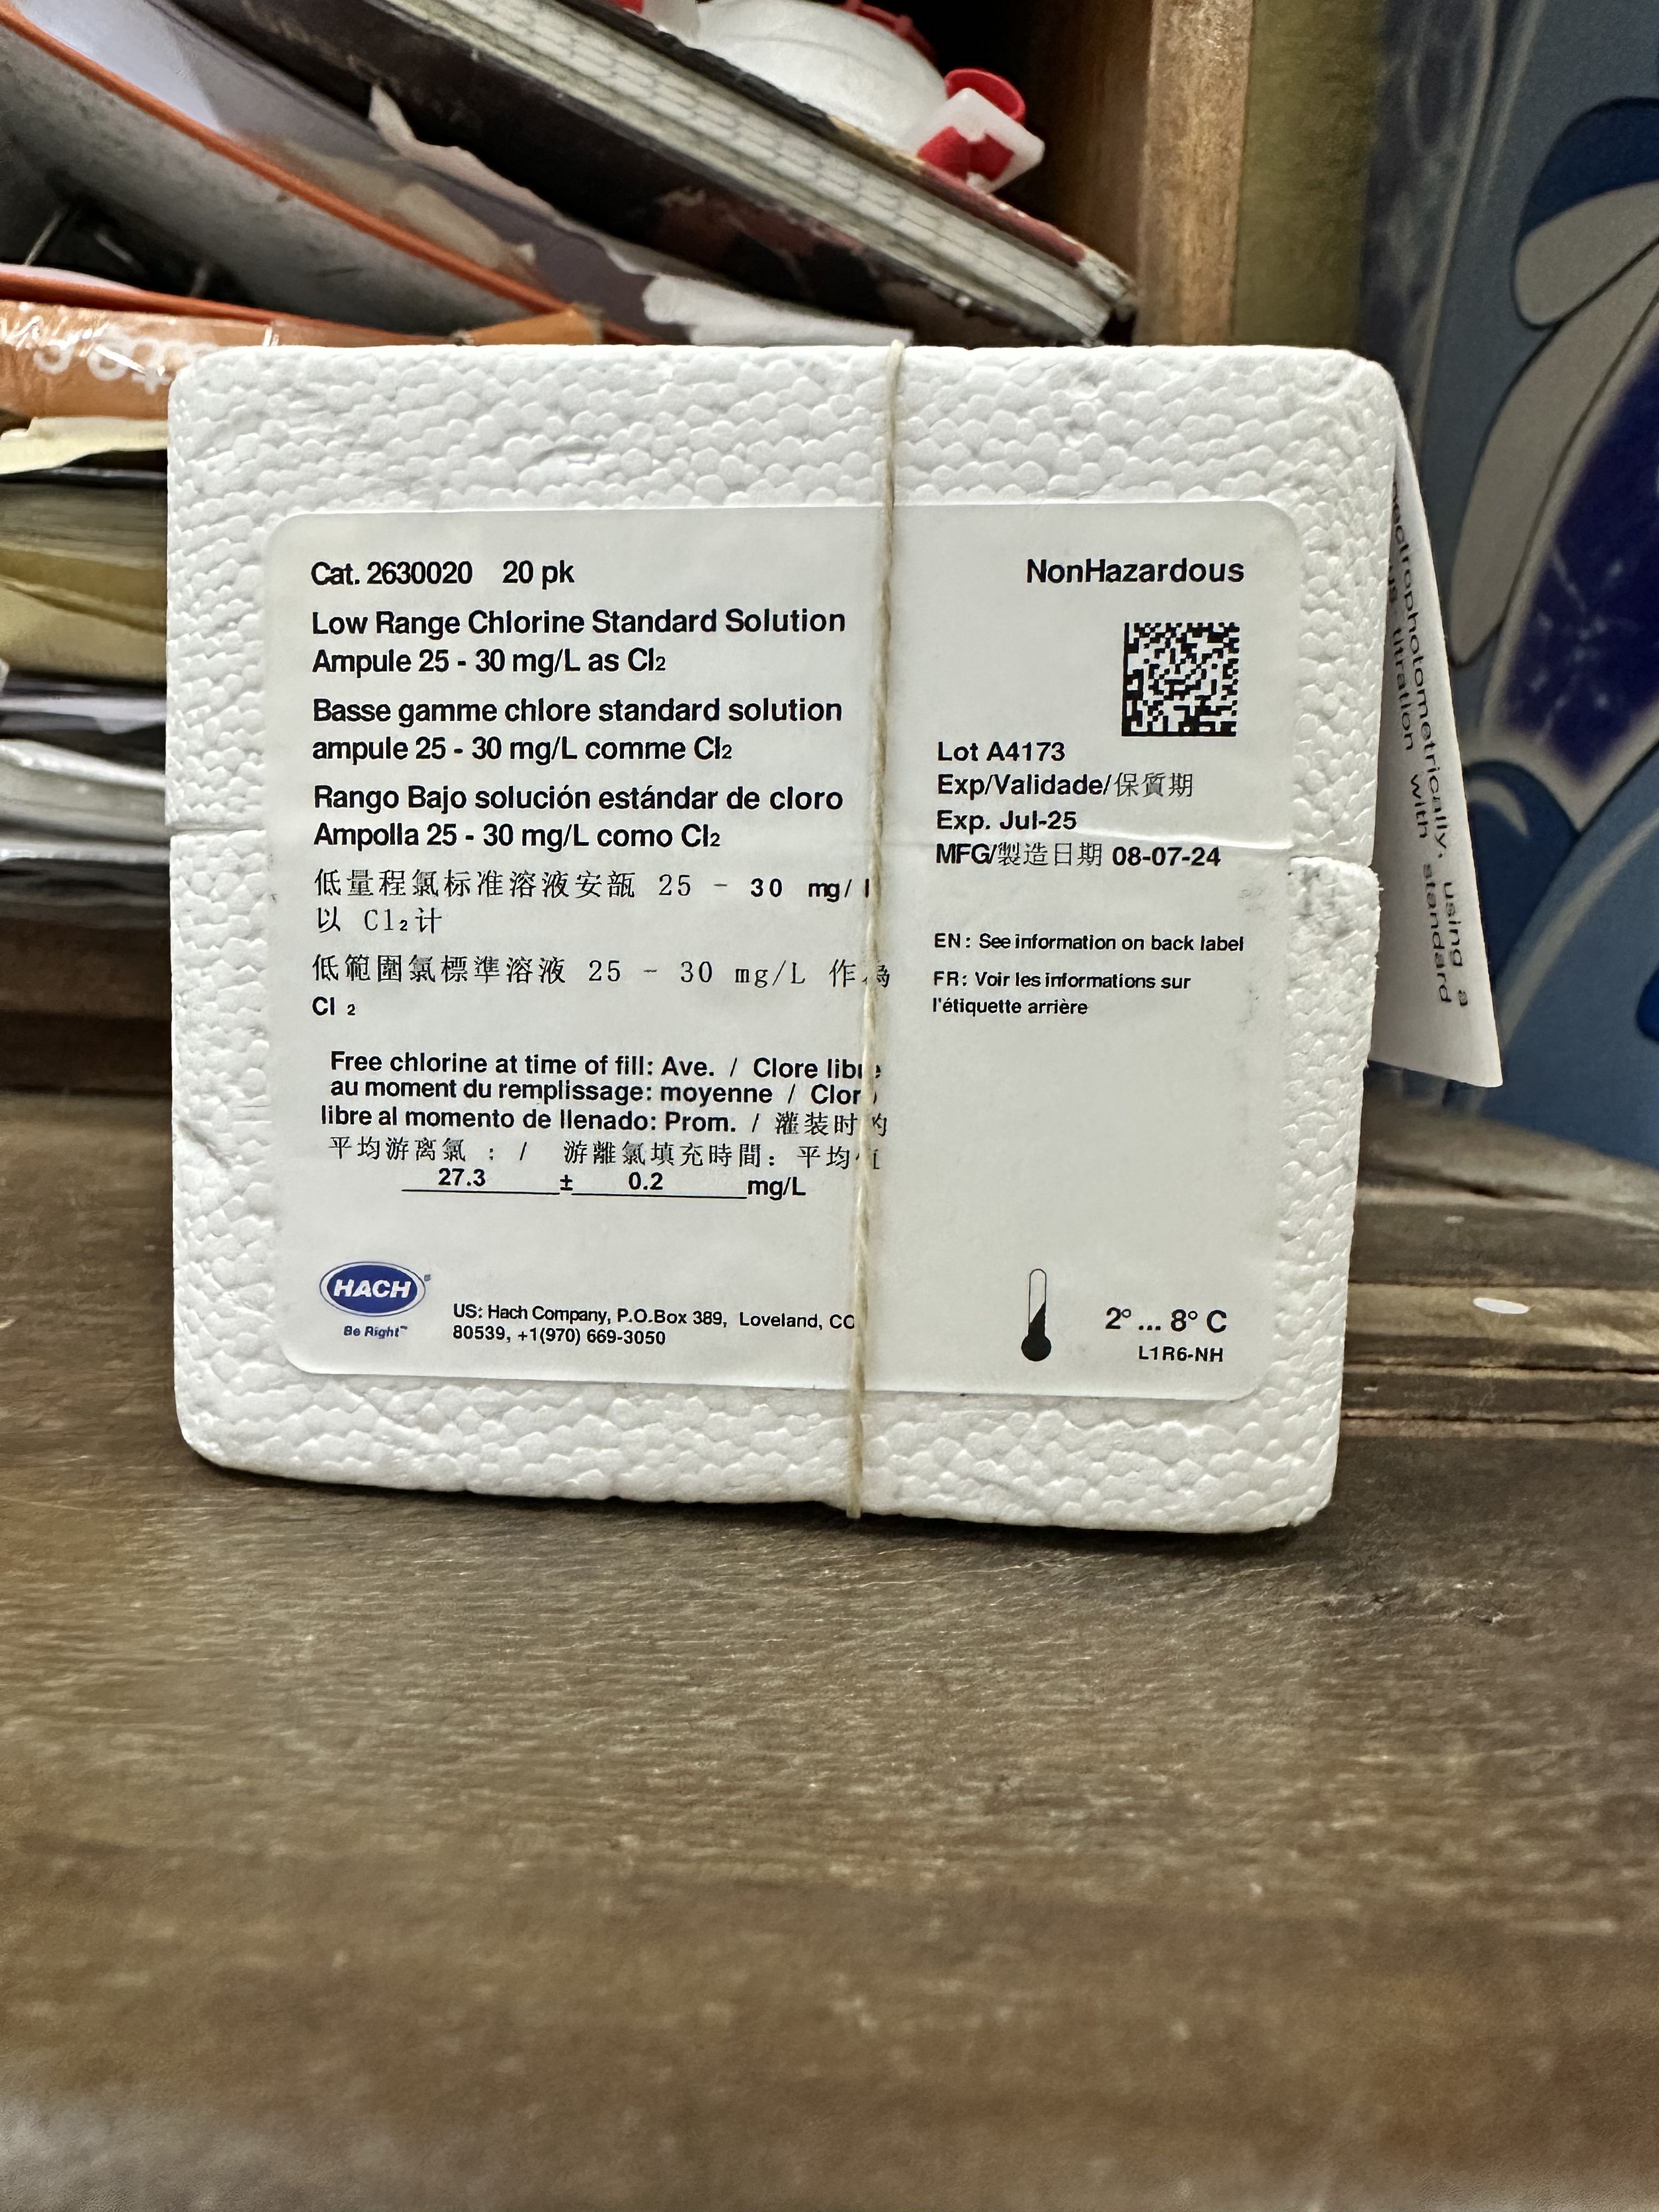 Cat. 2630020 20 pk
NonHazardous
Low Range Chlorine Standard Solution
Ampule 25 - 30 mg/L as Cl₂
Basse gamme chlore standard solution
ampule 25 - 30 mg/L comme Cl₂
Rango Bajo solución estándar de cloro
Ampolla 25 - 30 mg/L como Cl₂
低量程氯标准溶液安瓿 25 - 30 mg/l
以 Cl₂计
低範圍氯標準溶液 25 - 30 mg/L 作為
Cl ₂
Free chlorine at time of fill: Ave. / Clore libre
au moment du remplissage: moyenne / Cloro
libre al momento de llenado: Prom. / 灌装时的
平均游离氯 : / 游離氯填充時間: 平均值
27.3 ± 0.2 mg/L
HACH
Be Right™
US: Hach Company, P.O.Box 389, Loveland, CO
80539, +1(970) 669-3050
Lot A4173
Exp/Validade/保質期
Exp. Jul-25
MFG/製造日期 08-07-24
EN: See information on back label
FR: Voir les informations sur
l'étiquette arrière
2° ... 8° C
L1R6-NH
spectrophotometrically, using a
titration with standard